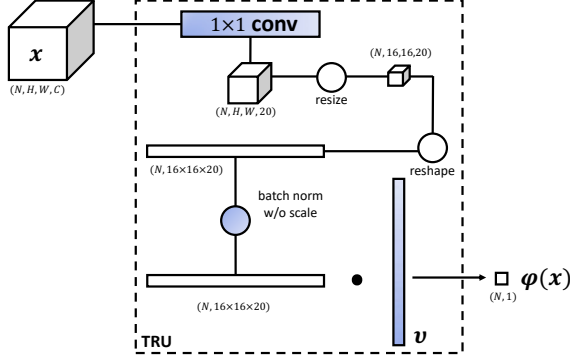 1×1 conv
x
(N, H, W, C)
(N, 16,16,20)
(N, H, W, 20)
resize
(N, 16×16×20)
reshape
batch norm
w/o scale
(N, 16×16×20)
φ(x)
(N, 1)
TRU
υ